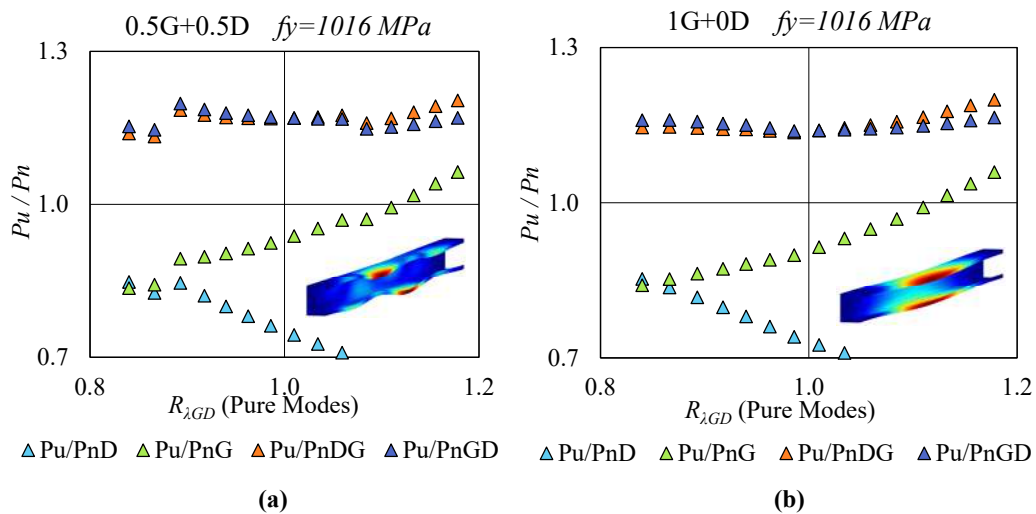 0.5G+0.5D fy=1016 MPa
1.3
1.0
0.7
Pu / Pn
0.8 1.0 1.2
RλGD (Pure Modes)
Pu/PnD Pu/PnG Pu/PnDG Pu/PnGD
(a)
1G+0D fy=1016 MPa
1.3
1.0
0.7
Pu / Pn
0.8 1.0 1.2
RλGD (Pure Modes)
Pu/PnD Pu/PnG Pu/PnDG Pu/PnGD
(b)